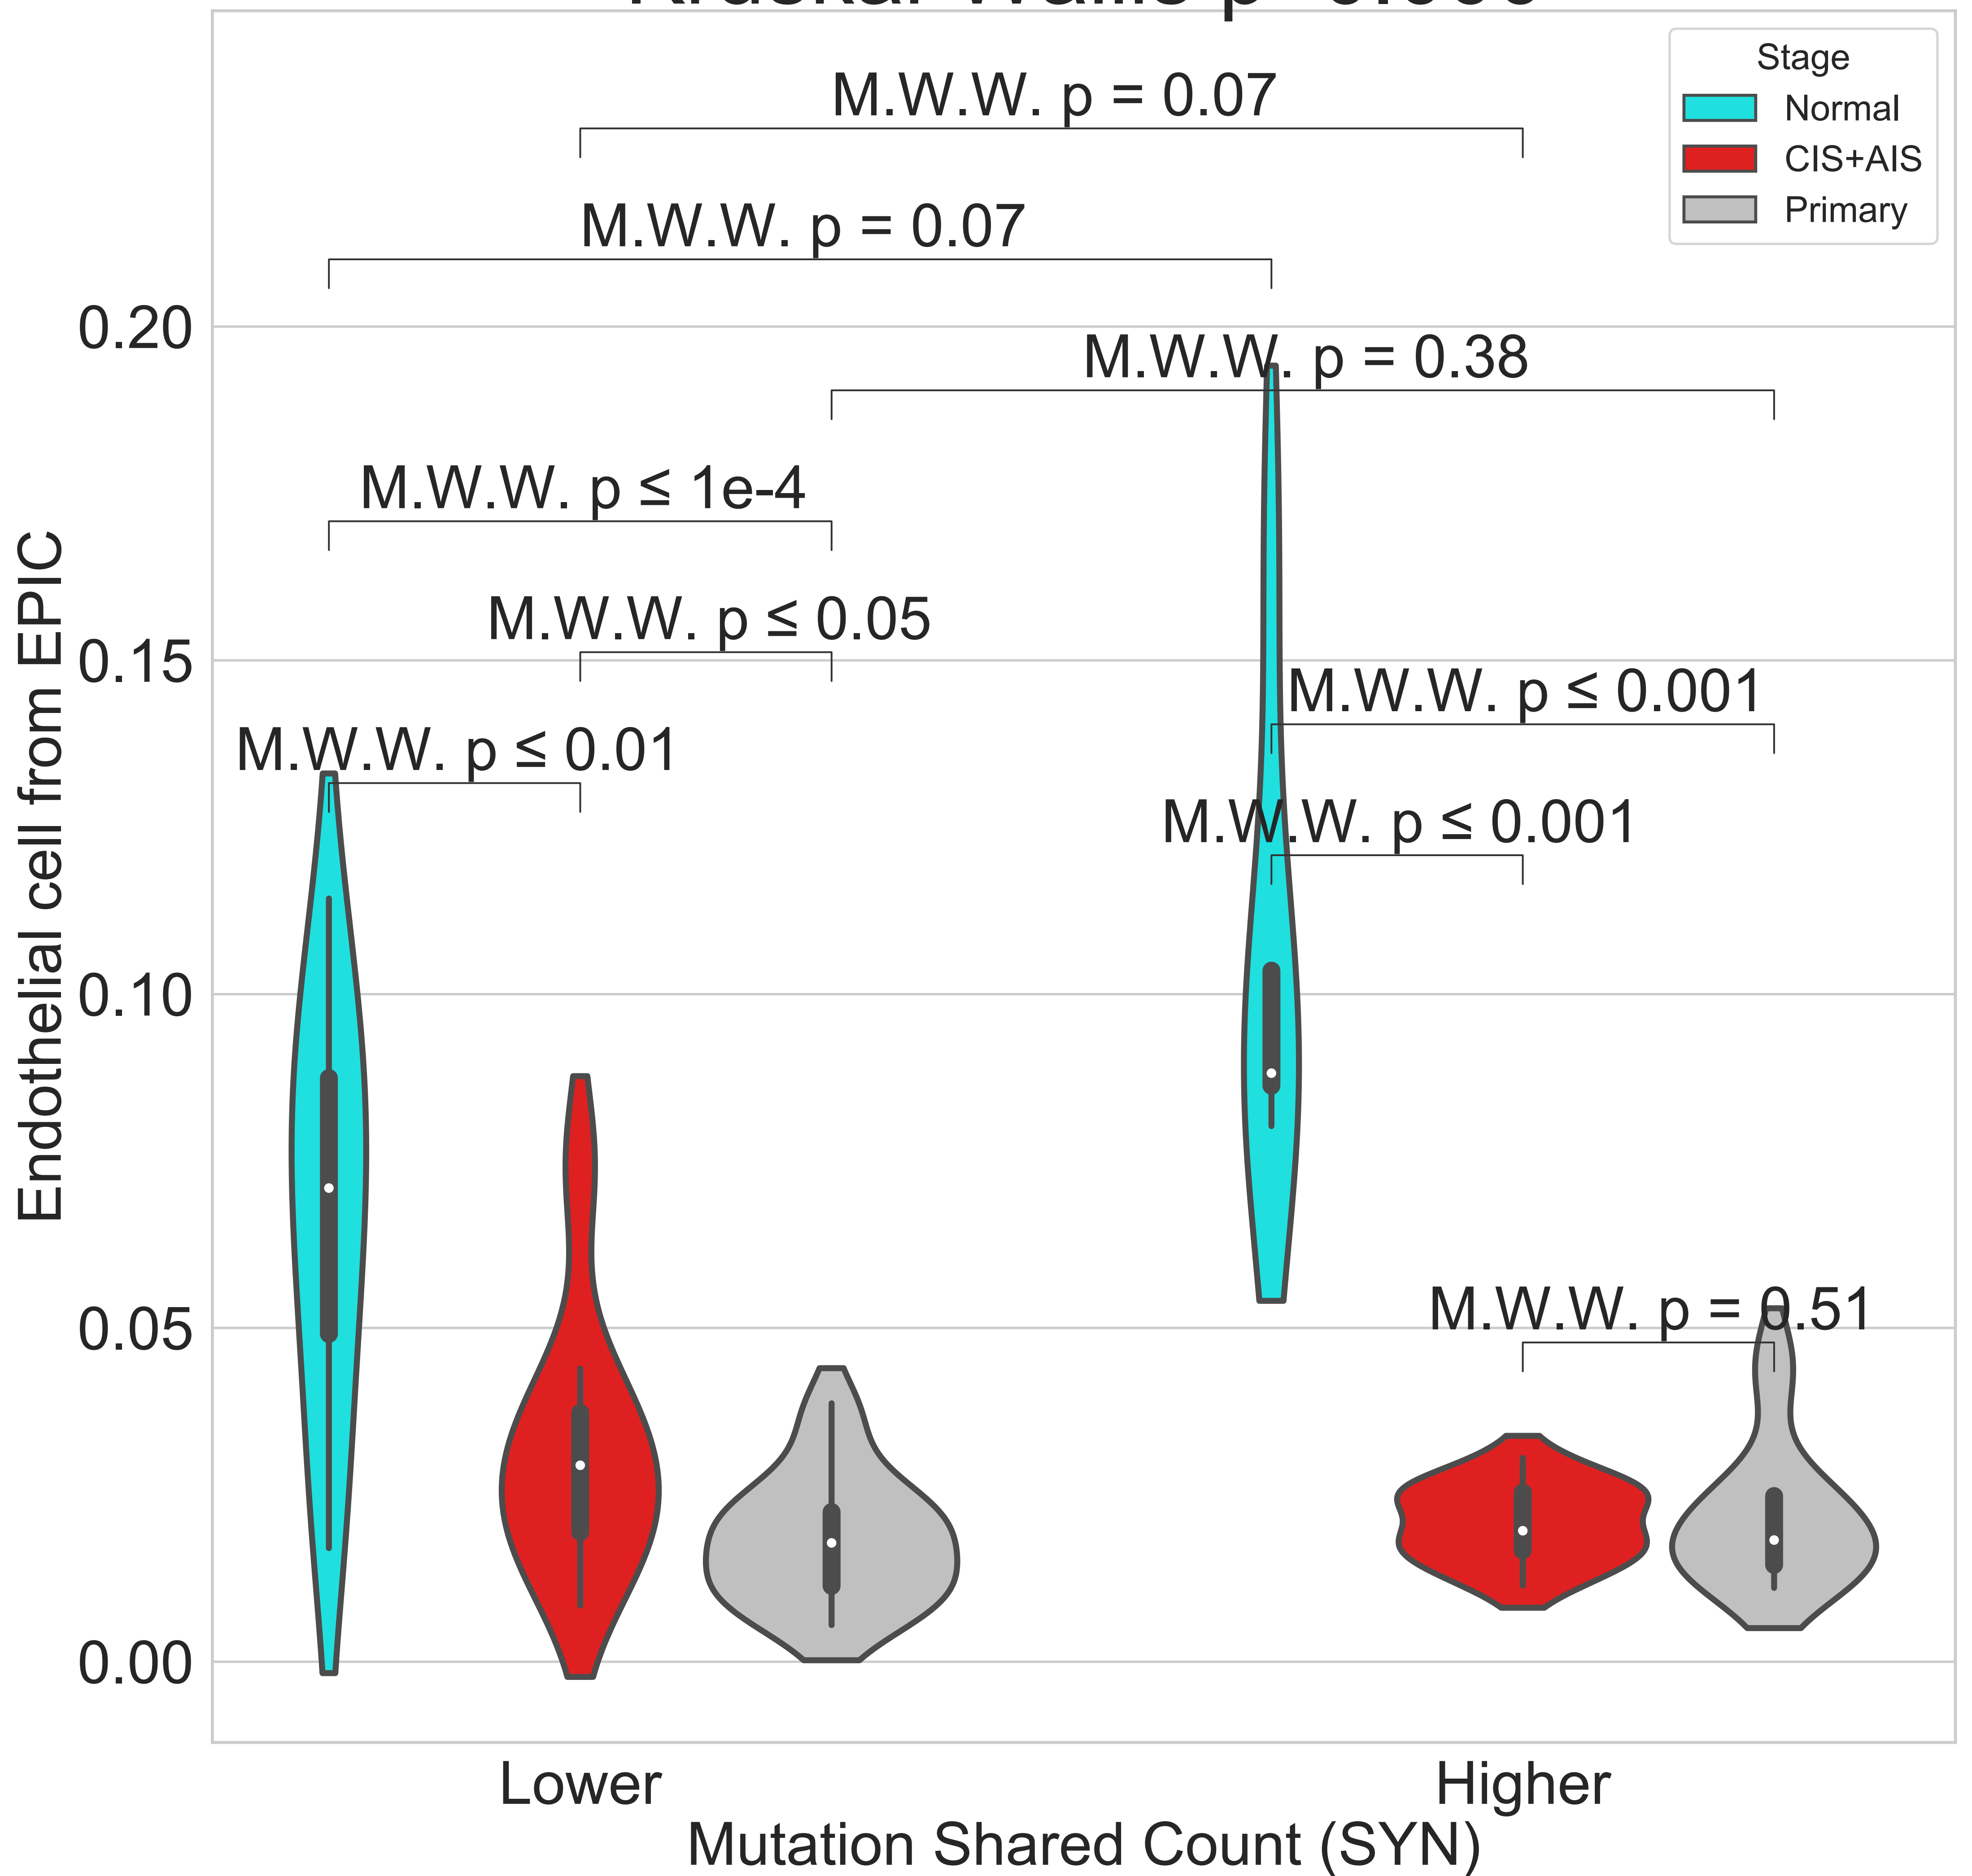 Stage
Normal
CIS+AIS
Primary
M.W.W. p = 0.07
M.W.W. p = 0.07
M.W.W. p = 0.38
M.W.W. p ≤ 1e-4
M.W.W. p ≤ 0.05
M.W.W. p ≤ 0.001
M.W.W. p ≤ 0.01
M.W.W. p ≤ 0.001
M.W.W. p = 0.51
Endothelial cell from EPIC
0.20
0.15
0.10
0.05
0.00
Lower
Higher
Mutation Shared Count (SYN)